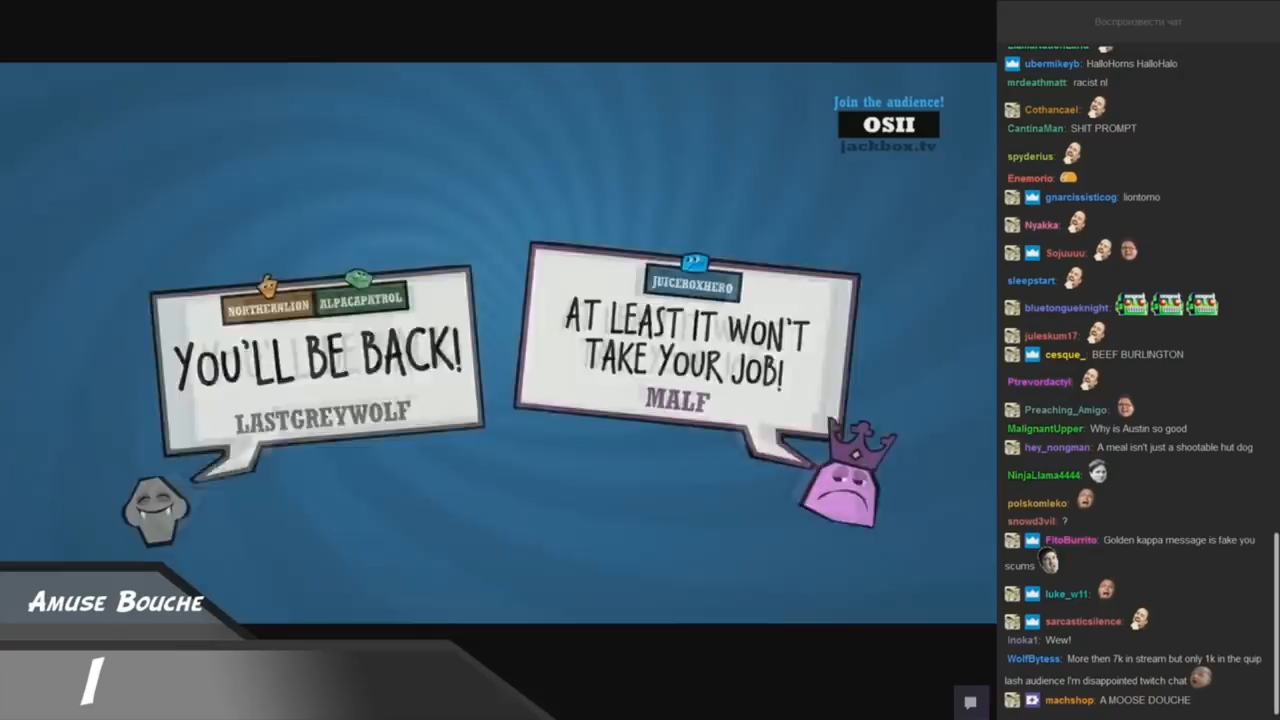 Join the audience!
OSII
jackbox.tv
NORTHERNLION ALPACAPATROL
YOU'LL BE BACK!
LASTGREYWOLF
JUICEBOXHERO
AT LEAST IT WON'T
TAKE YOUR JOB!
MALF
AMUSE BOUCHE
1
Воспроизвести чат
ubermikeyb: HalloHorns HalloHalo
mrdeathmatt: racist nl
Cothancael:
CantinaMan: SHIT PROMPT
spyderius:
Enemorio:
gnarcissisticog: liontorno
Nyakka:
Sojuuuu:
sleepstart:
bluetongueknight:
juleskum17:
cesque_: BEEF BURLINGTON
Ptrevordactyl:
Preaching_Amigo:
MalignantUpper: Why is Austin so good
hey_nongman: A meal isn't just a shootable hut dog
NinjaLlama4444:
polskomleko:
snowd3vil: ?
FitoBurrito: Golden kappa message is fake you
scums
luke_w11:
sarcasticsilence:
Inoka1: Wew!
WolfBytess: More then 7k in stream but only 1k in the quip
lash audience I'm disappointed twitch chat
machshop: A MOOSE DOUCHE